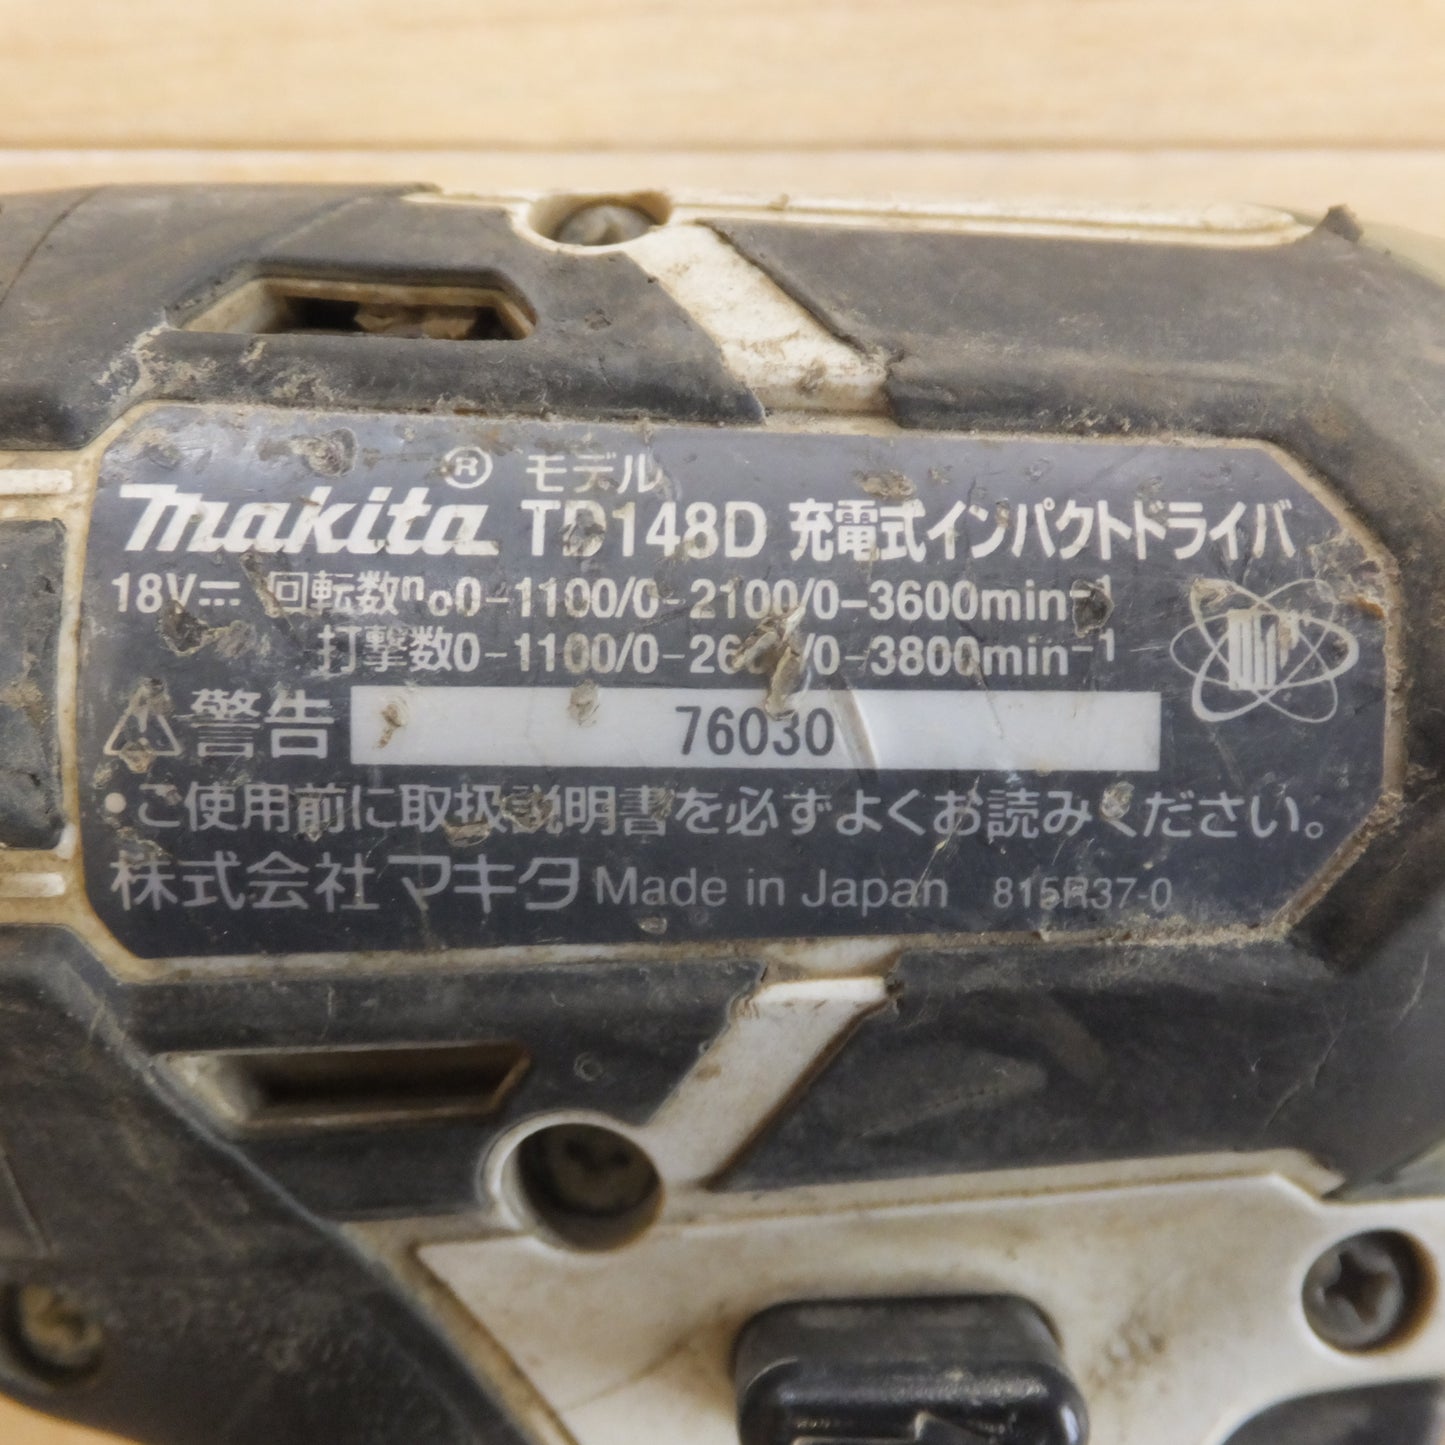 makita® モデル TD148D 充電式インパクトドライバ
18V 回転数n₀0-1100/0-2100/0-3600min⁻¹
打撃数0-1100/0-26 /0-3800min⁻¹
警告 76030
・ご使用前に取扱説明書を必ずよくお読みください。
株式会社マキタ Made in Japan 815R37-0